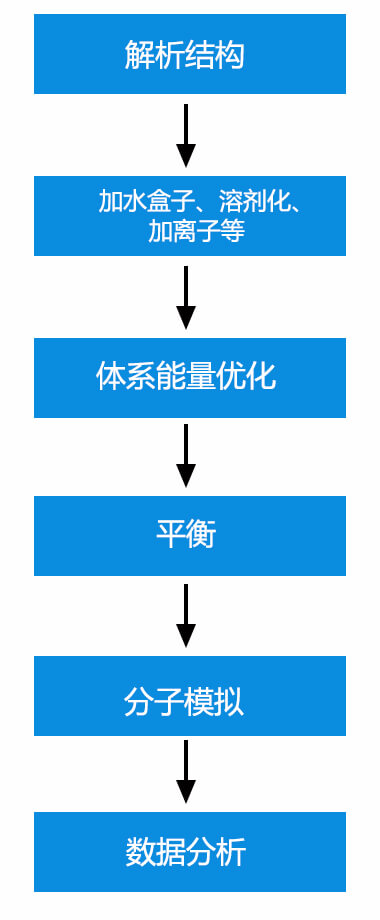 解析结构
加水盒子、溶剂化、
加离子等
体系能量优化
平衡
分子模拟
数据分析